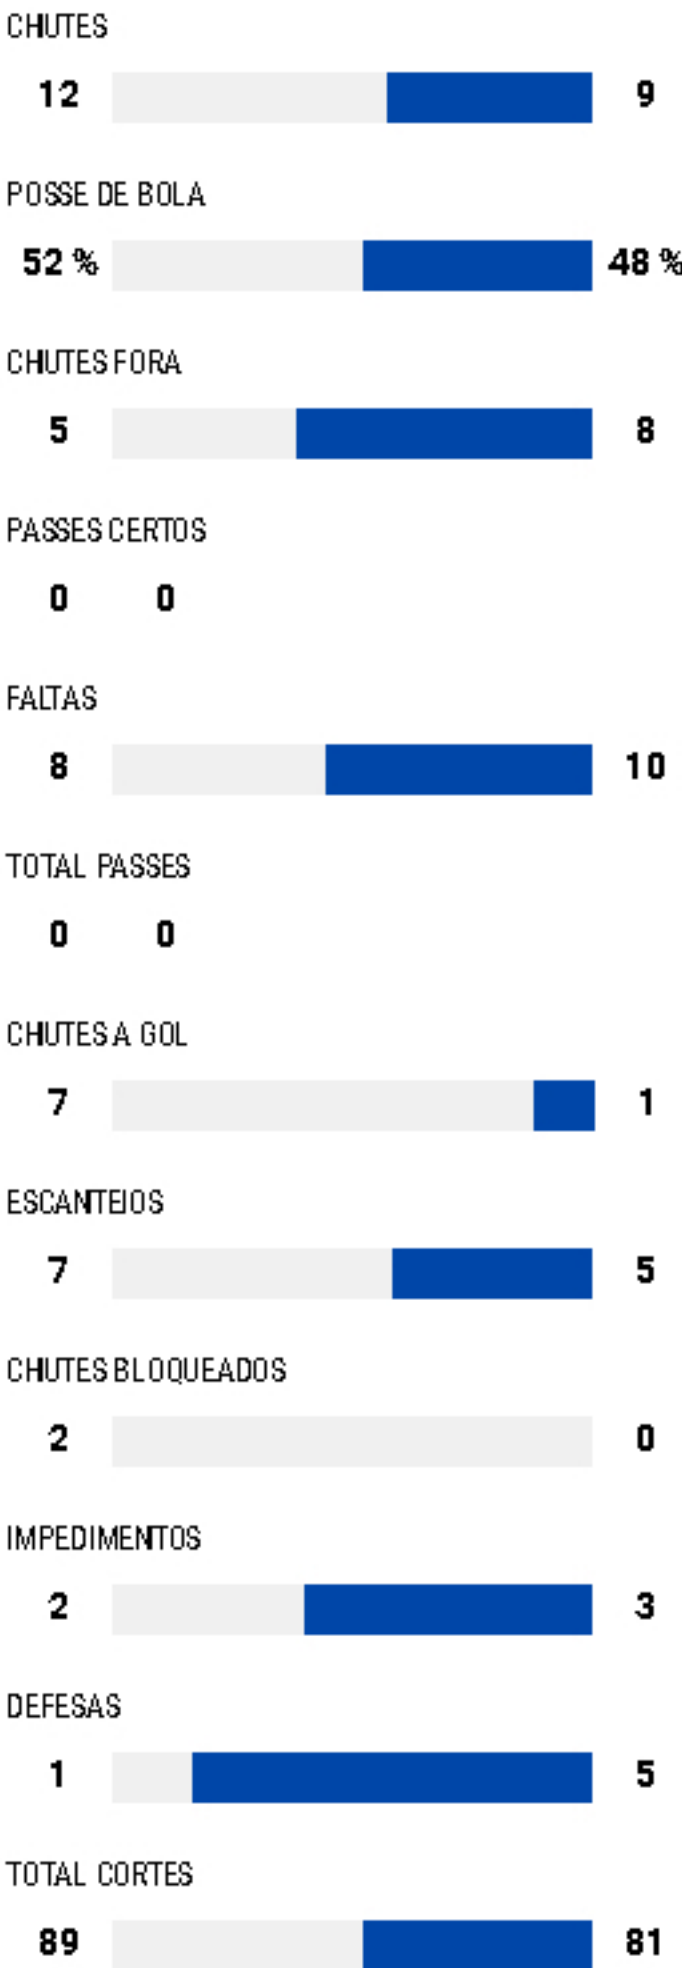 CHUTES
12 9
POSSE DE BOLA
52 % 48 %
CHUTES FORA
5 8
PASSES CERTOS
0 0
FALTAS
8 10
TOTAL PASSES
0 0
CHUTES A GOL
7 1
ESCANTEIOS
7 5
CHUTES BLOQUEADOS
2 0
IMPEDIMENTOS
2 3
DEFESAS
1 5
TOTAL CORTES
89 81